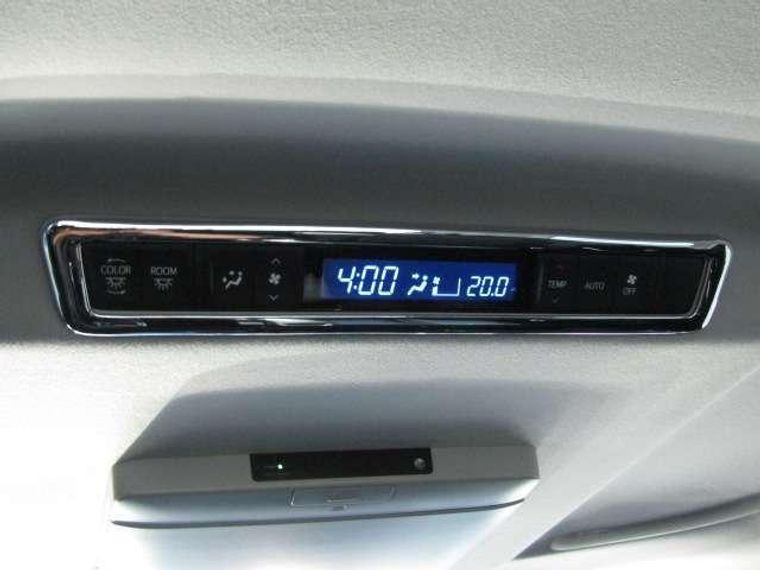 COLOR
ROOM
4:00
20.0
TEMP
AUTO
OFF